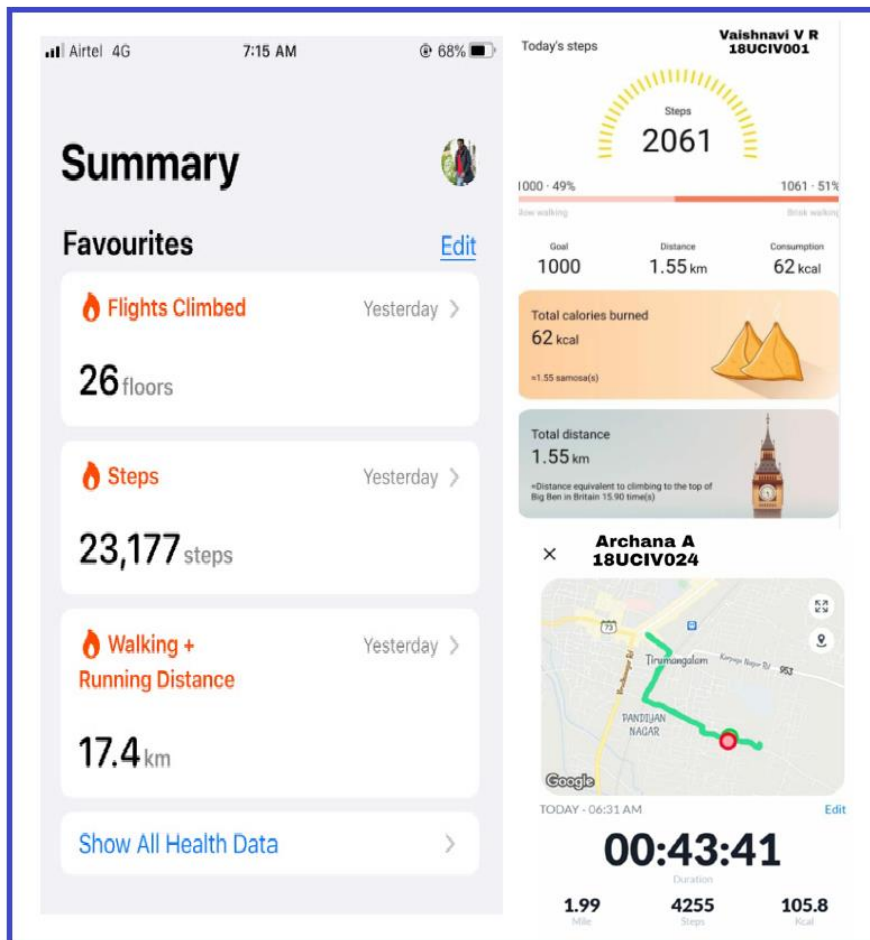 Airtel 4G 7:15 AM 68%
Summary
Favourites Edit
Flights Climbed Yesterday
26 floors
Steps Yesterday
23,177 steps
Walking +
Running Distance Yesterday
17.4 km
Show All Health Data
Today's steps
Vaishnavi V R
18UCIV001
Steps
2061
1000 · 49% 1061 · 51%
walking walking
Goal Distance Consumption
1000 1.55 km 62 kcal
Total calories burned
62 kcal
≈1.55 samosa(s)
Total distance
1.55 km
≈Distance equivalent to climbing to the top of
Big Ben in Britain 15.90 time(s)
Archana A
18UCIV024
73
Tirumangalam
Nagar Rd 953
PANDIYAN
NAGAR
Google
TODAY - 06:31 AM Edit
00:43:41
Duration
1.99 4255 105.8
Mile Steps Kcal